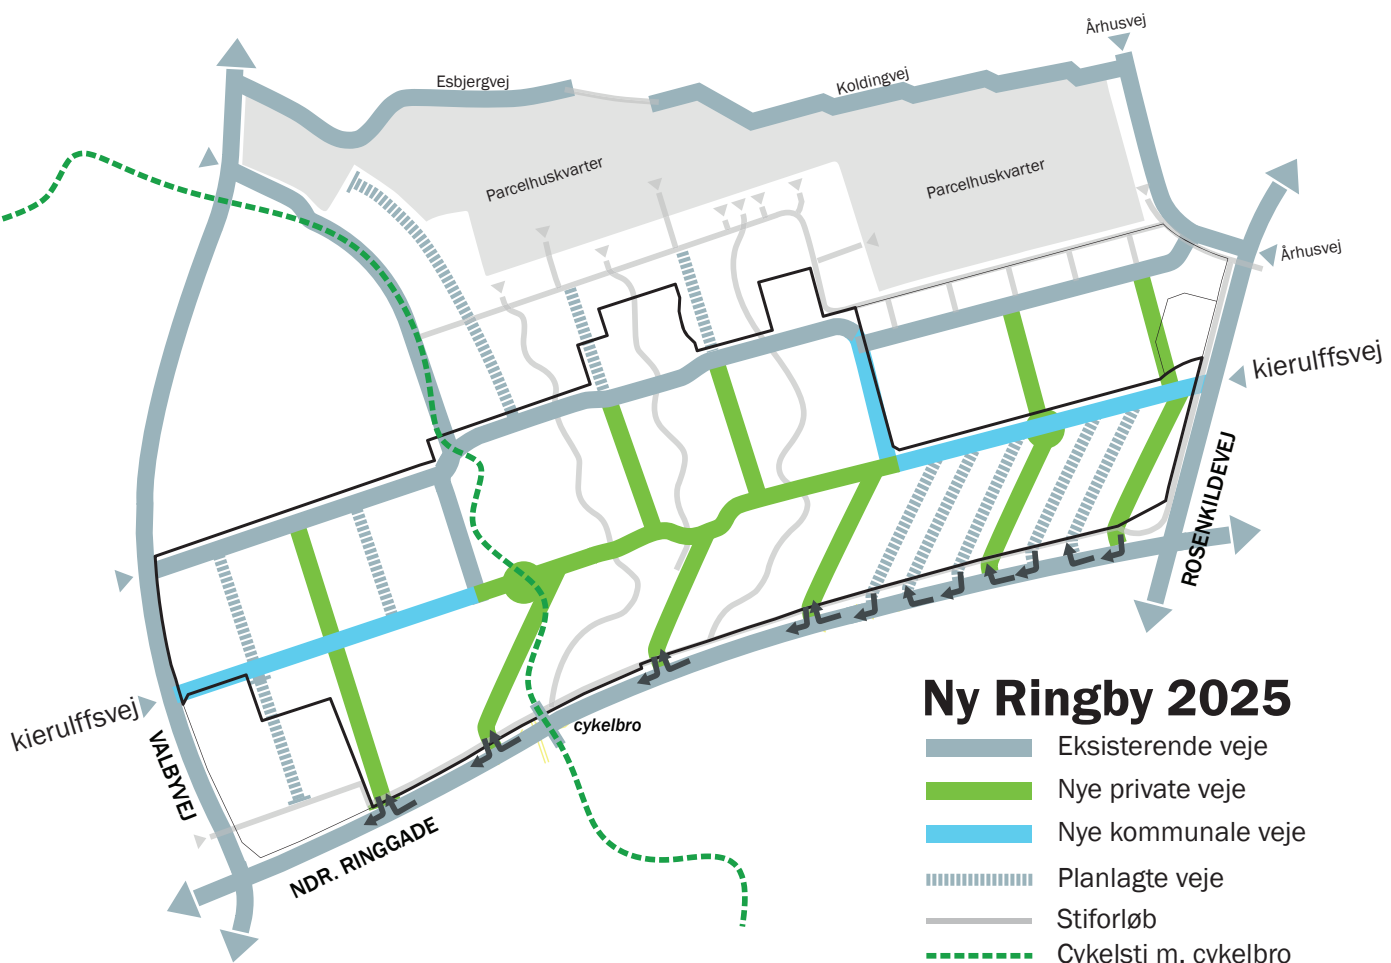 Århusvej
Esbjergvej
Koldingvej
Parcelhuskvarter
Parcelhuskvarter
Århusvej
kierulffsvej
ROSENKILDEVEJ
kierulffsvej
VALBYVEJ
cykelbro
NDR. RINGGADE
Ny Ringby 2025
Eksisterende veje
Nye private veje
Nye kommunale veje
Planlagte veje
Stiforløb
Cykelsti m. cykelbro